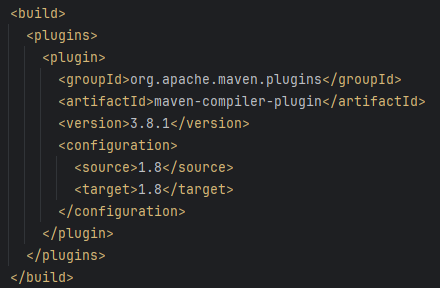 <build>
<plugins>
<plugin>
<groupId>org.apache.maven.plugins</groupId>
<artifactId>maven-compiler-plugin</artifactId>
<version>3.8.1</version>
<configuration>
<source>1.8</source>
<target>1.8</target>
</configuration>
</plugin>
</plugins>
</build>